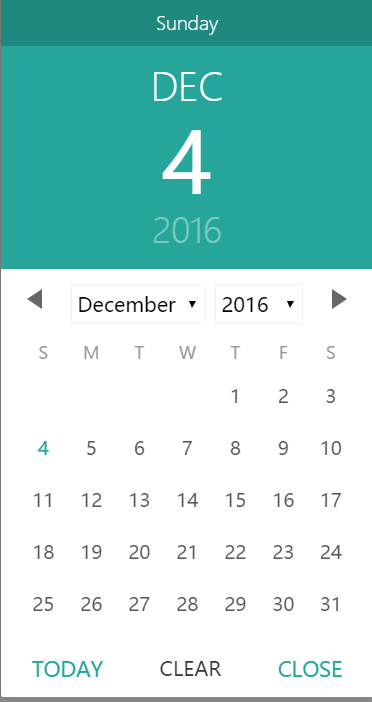 Sunday
DEC
4
2016
December 2016
S M T W T F S
1 2 3
4 5 6 7 8 9 10
11 12 13 14 15 16 17
18 19 20 21 22 23 24
25 26 27 28 29 30 31
TODAY CLEAR CLOSE